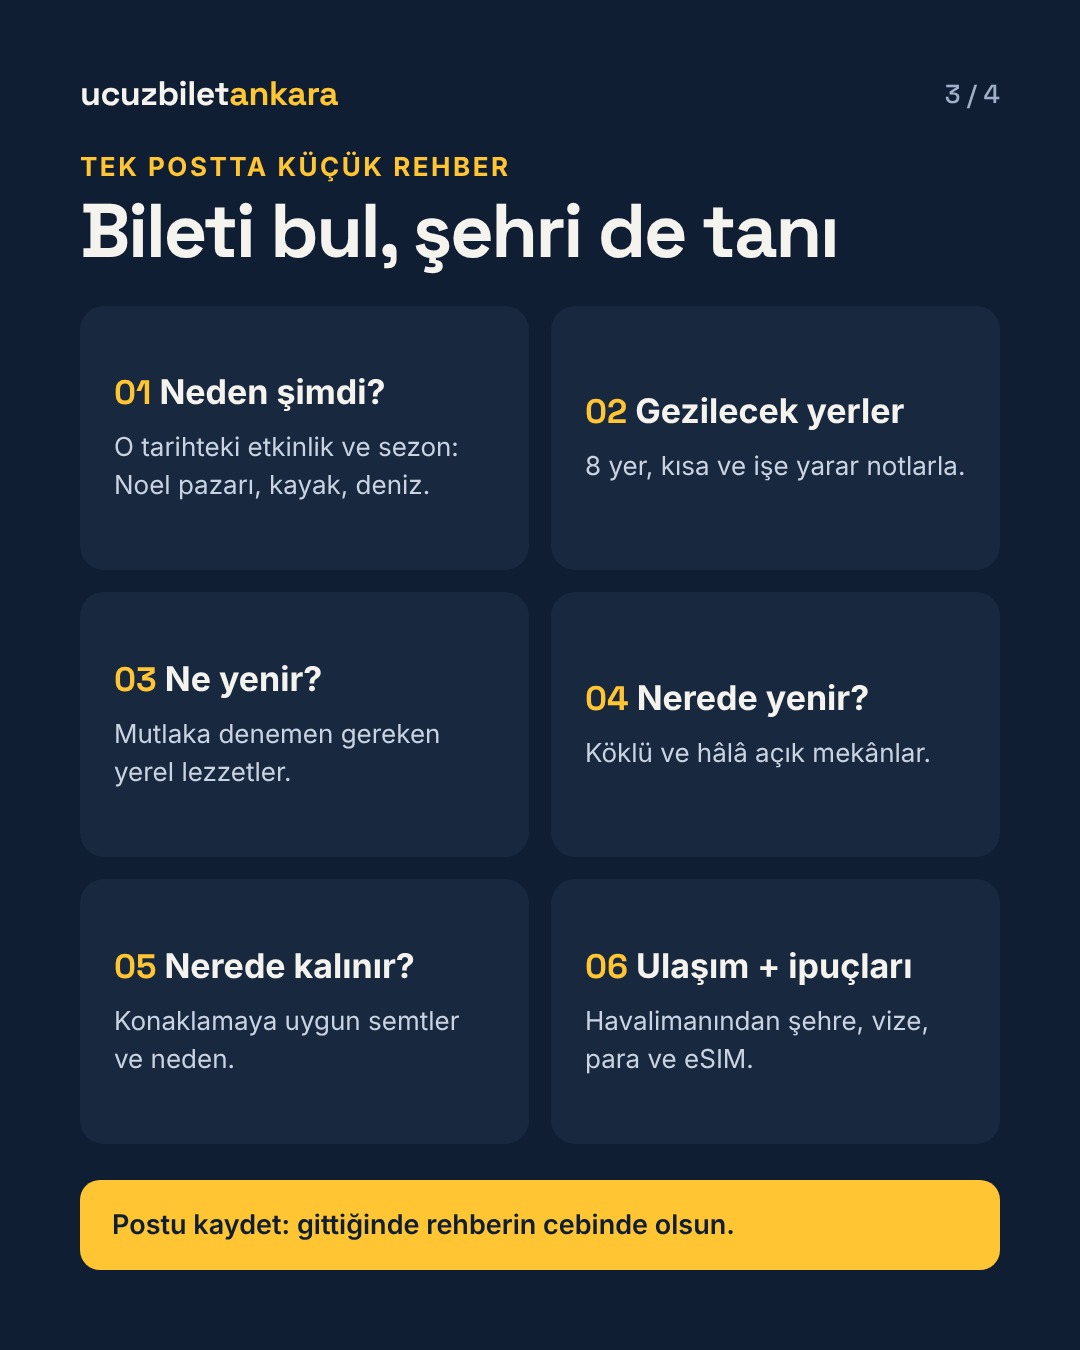 ucuzbiletankara
3 / 4
TEK POSTTA KÜÇÜK REHBER
Bileti bul, şehri de tanı
01 Neden şimdi?
O tarihteki etkinlik ve sezon:
Noel pazarı, kayak, deniz.
02 Gezilecek yerler
8 yer, kısa ve işe yarar notlarla.
03 Ne yenir?
Mutlaka denemen gereken
yerel lezzetler.
04 Nerede yenir?
Köklü ve hâlâ açık mekânlar.
05 Nerede kalınır?
Konaklamaya uygun semtler
ve neden.
06 Ulaşım + ipuçları
Havalimanından şehre, vize,
para ve eSIM.
Postu kaydet: gittiğinde rehberin cebinde olsun.